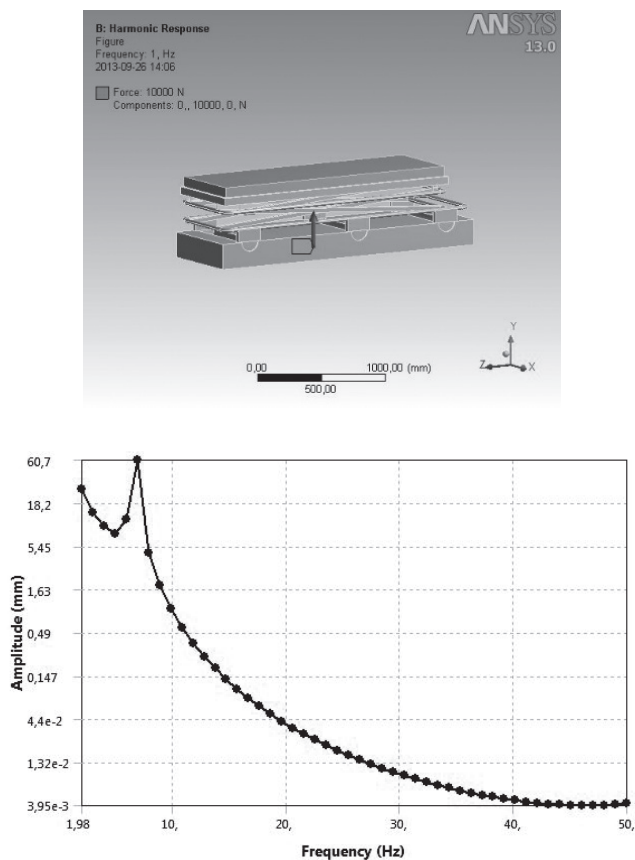 B: Harmonic Response
Figure
Frequency: 1, Hz
2013-09-26 14:06
Force: 10000 N
Components: 0,, 10000, 0, N
ANSYS
13.0
Y
Z
X
0,00
1000,00 (mm)
500,00
60,7
18,2
5,45
1,63
0,49
0,147
4,4e-2
1,32e-2
3,95e-3
Amplitude (mm)
1,98
10,
20,
30,
40,
50,
Frequency (Hz)